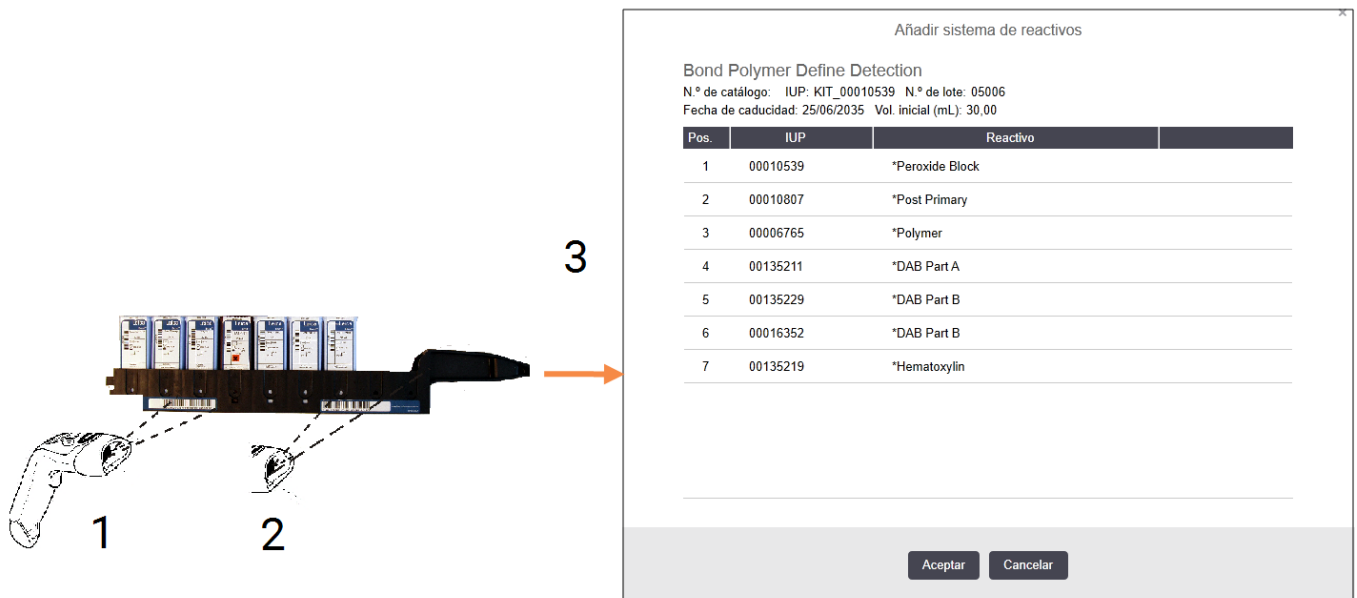 ×
Añadir sistema de reactivos
Bond Polymer Define Detection
N.º de catálogo: IUP: KIT_00010539 N.º de lote: 05006
Fecha de caducidad: 25/06/2035 Vol. inicial (mL): 30,00
Pos. IUP Reactivo
1 00010539 *Peroxide Block
2 00010807 *Post Primary
3 00006765 *Polymer
4 00135211 *DAB Part A
5 00135229 *DAB Part B
6 00016352 *DAB Part B
7 00135219 *Hematoxylin
Aceptar Cancelar
3
1 2